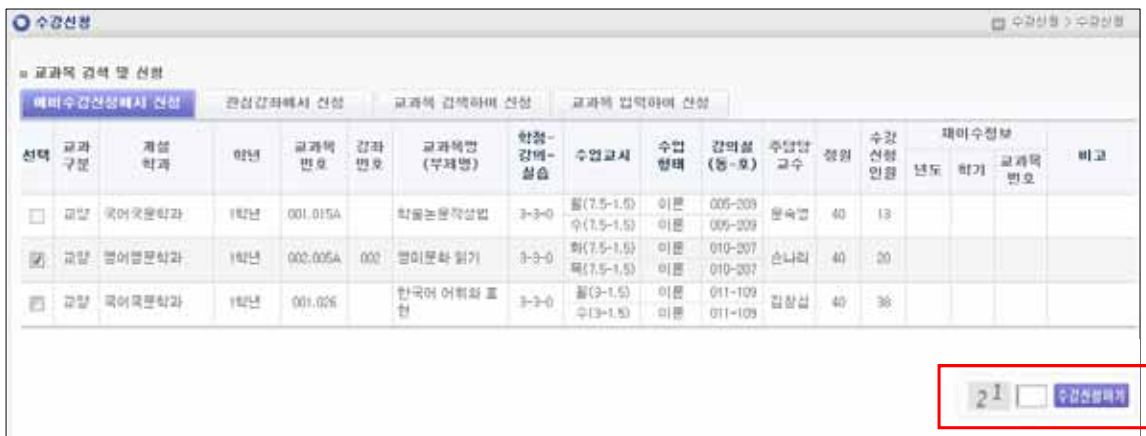 수강신청
수강신청 > 수강신청
교과목 검색 및 신청
예비수강신청에서 신청 관심강좌에서 신청 교과목 검색하여 신청 교과목 입력하여 신청
선택 교과구분 개설학과 학년 교과목번호 강좌번호 교과목명(부제명) 학점-강의-실습 수업교시 수업형태 강의실(동-호) 주담당교수 정원 수강신청인원 재이수정보 비고
년도 학기 교과목번호
교양 국어국문학과 1학년 001.015A 학술논문작성법 3-3-0 월(7.5-1.5) 이론 005-209 40 13
수(7.5-1.5) 이론 005-209
교양 영어영문학과 1학년 002.005A 002 영미문화 읽기 3-3-0 화(7.5-1.5) 이론 010-207 손나리 40 20
목(7.5-1.5) 이론 010-207
교양 국어국문학과 1학년 001.026 한국어 어휘와 표현 3-3-0 월(3-1.5) 이론 011-109 김창섭 40 38
수(3-1.5) 이론 011-109
21 수강신청하기